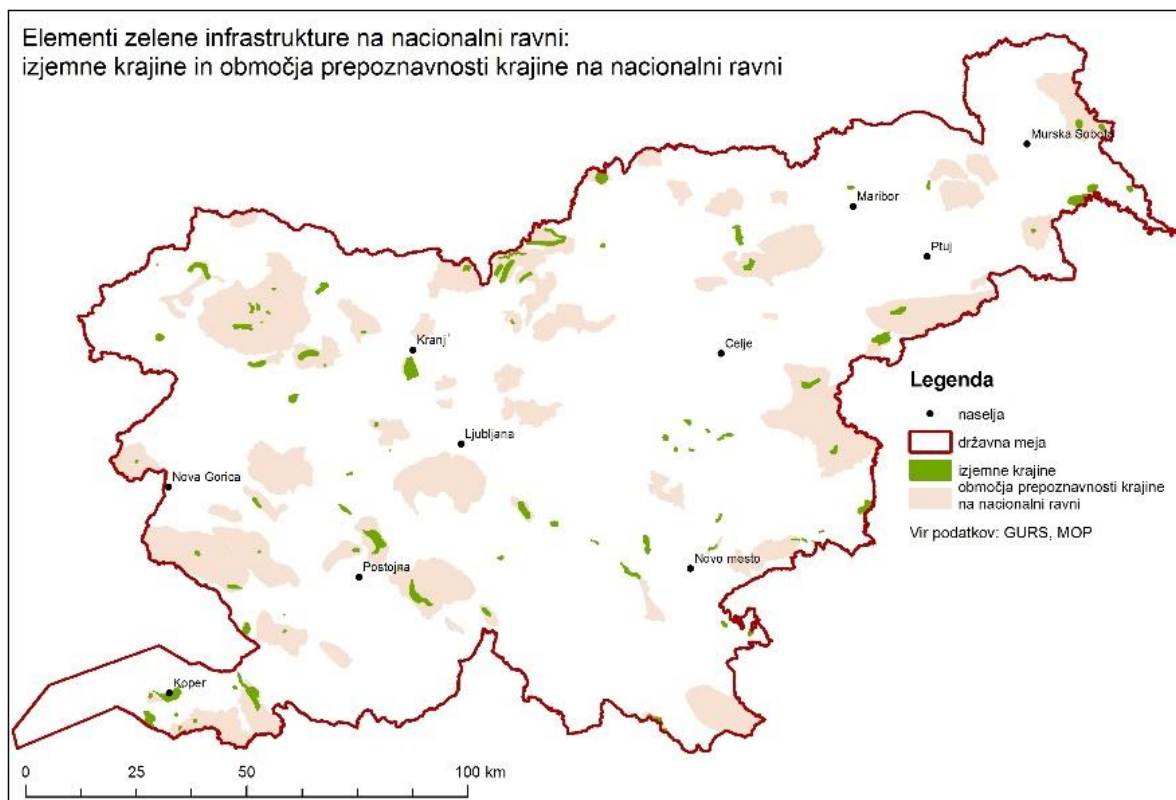 Elementi zelene infrastrukture na nacionalni ravni:
izjemne krajine in območja prepoznavnosti krajine na nacionalni ravni
Murska Sobota
Maribor
Ptuj
Kranj
Celje
Ljubljana
Nova Gorica
Postojna
Novo mesto
Koper
Legenda
naselja
državna meja
izjemne krajine
območja prepoznavnosti krajine
na nacionalni ravni
Vir podatkov: GURS, MOP
0 25 50 100 km